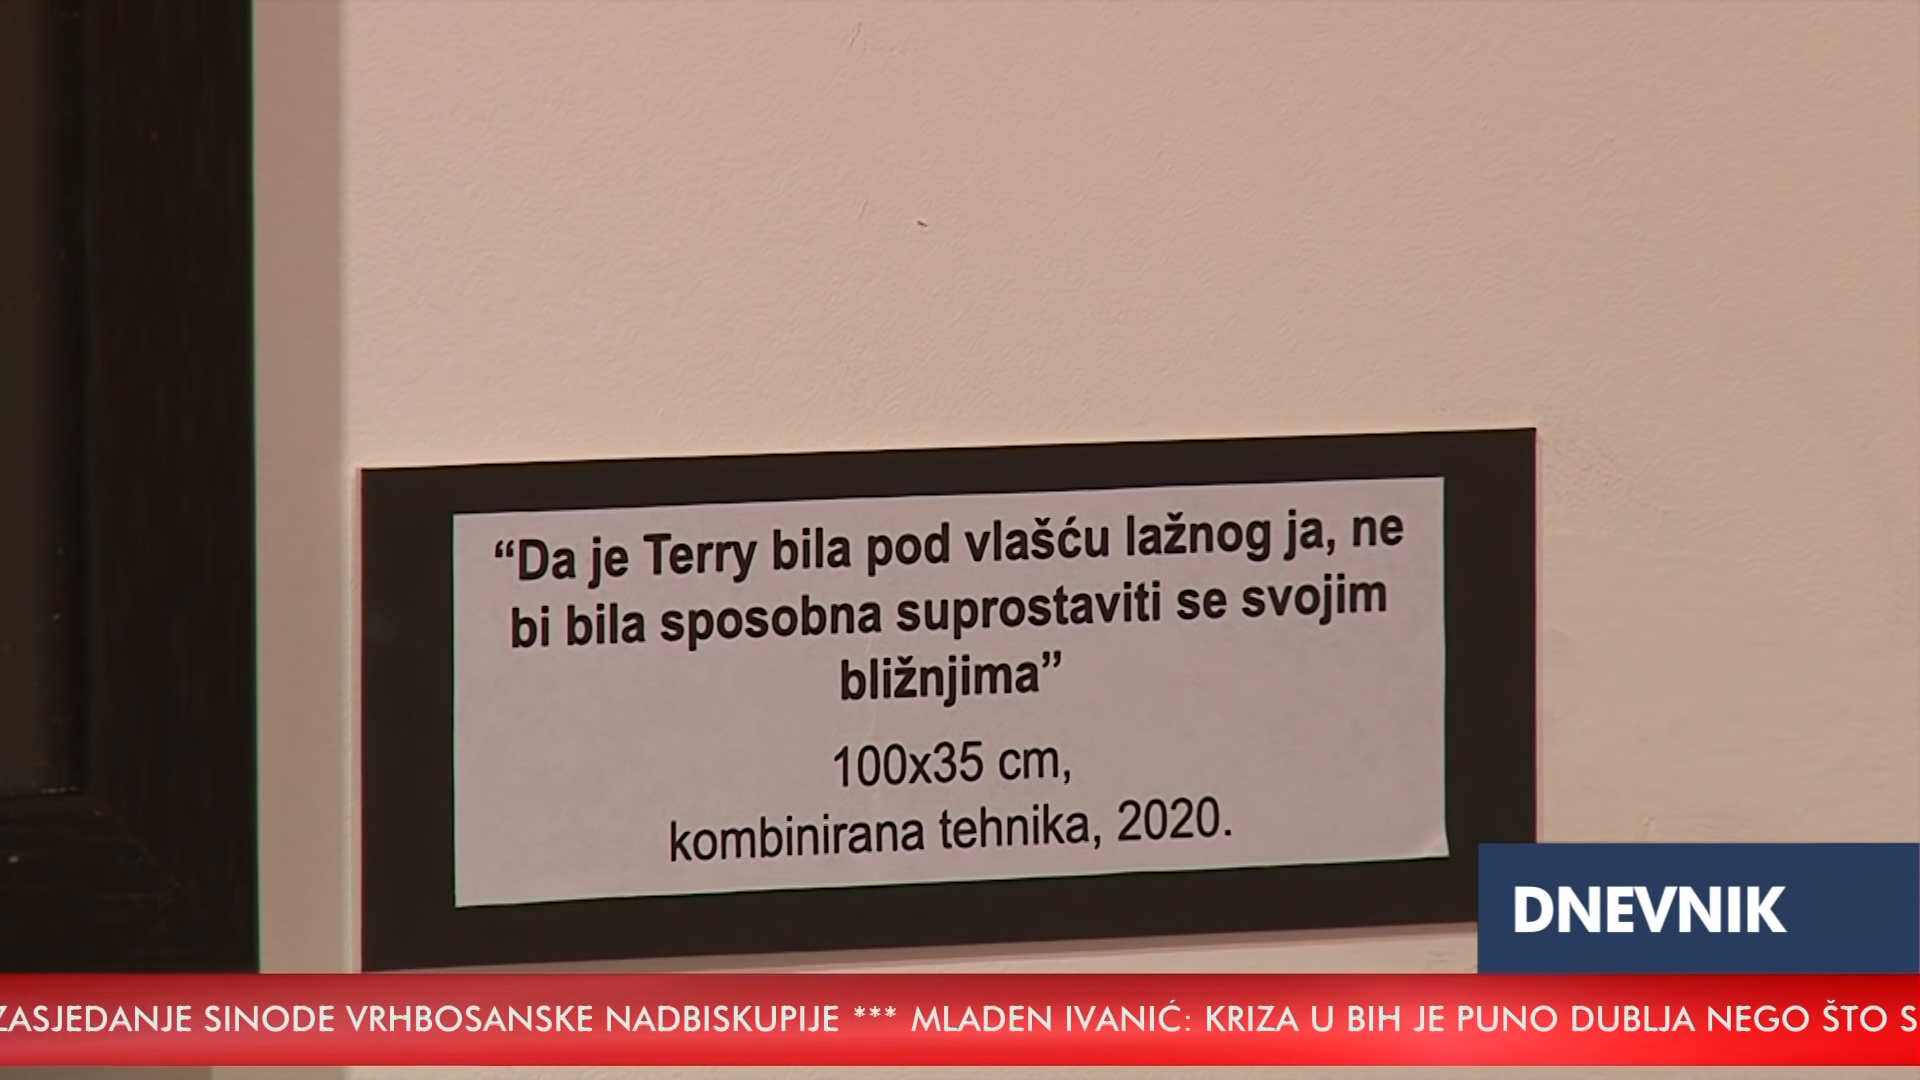 “Da je Terry bila pod vlašću lažnog ja, ne
bi bila sposobna suprostaviti se svojim
bližnjima”
100x35 cm,
kombinirana tehnika, 2020.
DNEVNIK
ZASJEDANJE SINODE VRHBOSANSKE NADBISKUPIJE *** MLADEN IVANIĆ: KRIZA U BIH JE PUNO DUBLJA NEGO ŠTO S